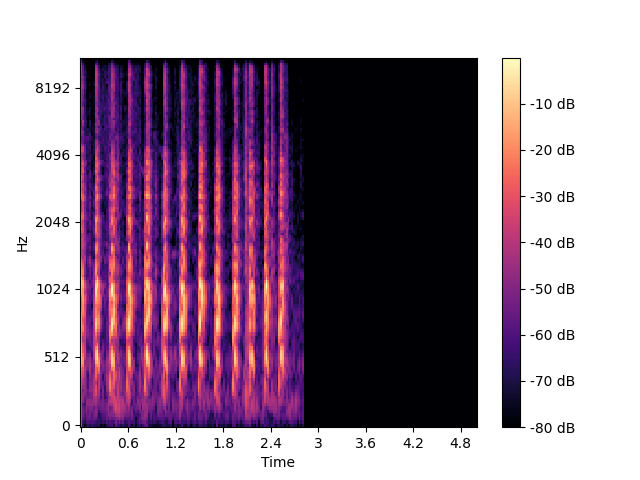 8192
4096
2048
1024
512
0
Hz
0 0.6 1.2 1.8 2.4 3 3.6 4.2 4.8
Time
-10 dB
-20 dB
-30 dB
-40 dB
-50 dB
-60 dB
-70 dB
-80 dB